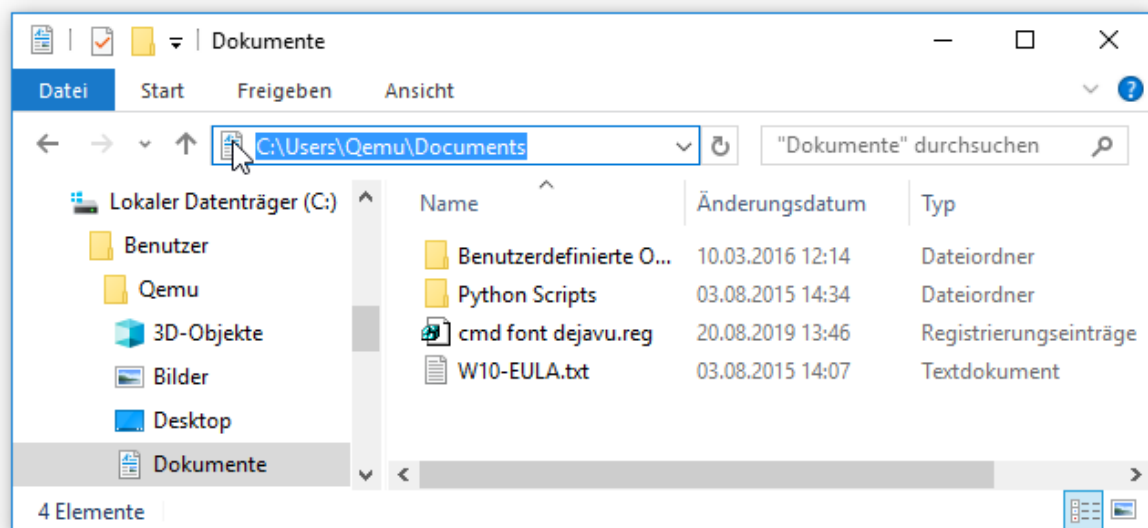 Dokumente
Datei Start Freigeben Ansicht
C:\Users\Qemu\Documents "Dokumente" durchsuchen
Lokaler Datenträger (C:)
Benutzer
Qemu
3D-Objekte
Bilder
Desktop
Dokumente
Name Änderungsdatum Typ
Benutzerdefinierte O... 10.03.2016 12:14 Dateiordner
Python Scripts 03.08.2015 14:34 Dateiordner
cmd font dejavu.reg 20.08.2019 13:46 Registrierungseinträge
W10-EULA.txt 03.08.2015 14:07 Textdokument
4 Elemente